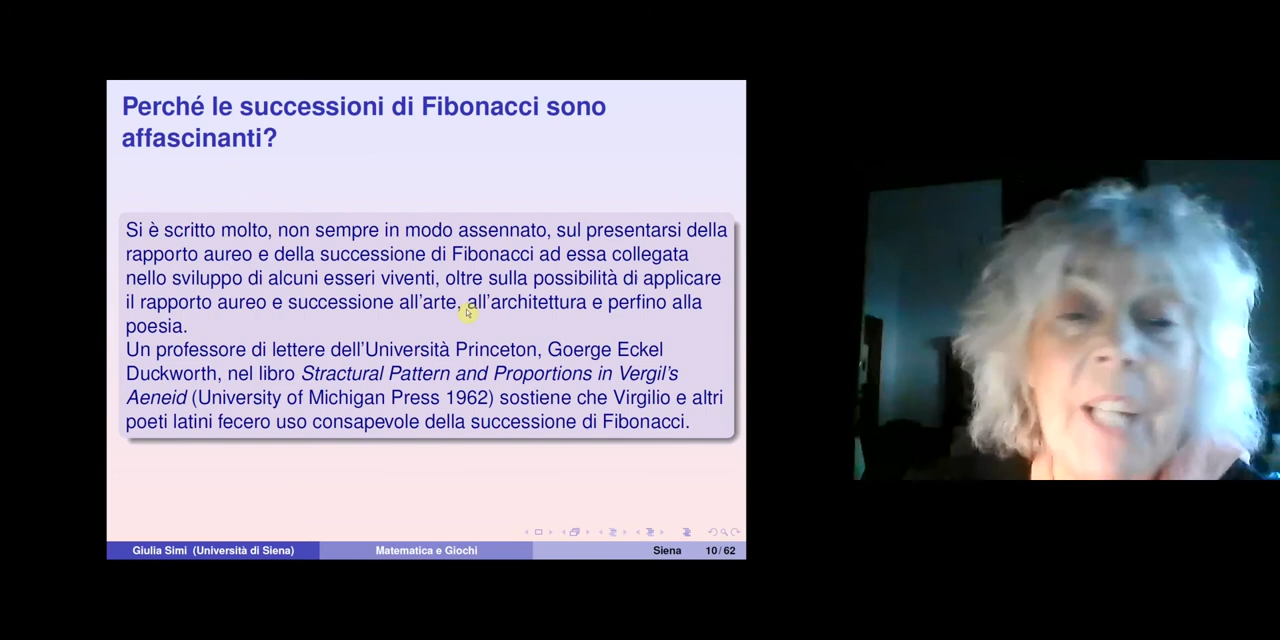 Perché le successioni di Fibonacci sono
affascinanti?
Si è scritto molto, non sempre in modo assennato, sul presentarsi della
rapporto aureo e della successione di Fibonacci ad essa collegata
nello sviluppo di alcuni esseri viventi, oltre sulla possibilità di applicare
il rapporto aureo e successione all'arte, all'architettura e perfino alla
poesia.
Un professore di lettere dell'Università Princeton, Goerge Eckel
Duckworth, nel libro Stractural Pattern and Proportions in Vergil's
Aeneid (University of Michigan Press 1962) sostiene che Virgilio e altri
poeti latini fecero uso consapevole della successione di Fibonacci.
Giulia Simi (Università di Siena) Matematica e Giochi Siena 10/62